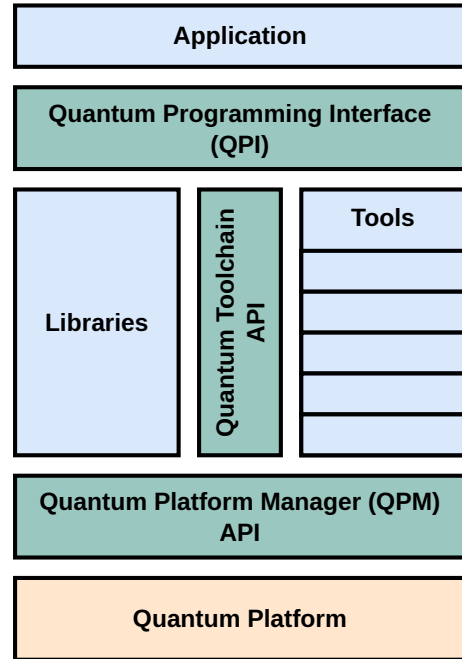 Application
Quantum Programming Interface
(QPI)
Libraries
Quantum Toolchain
API
Tools
Quantum Platform Manager (QPM)
API
Quantum Platform